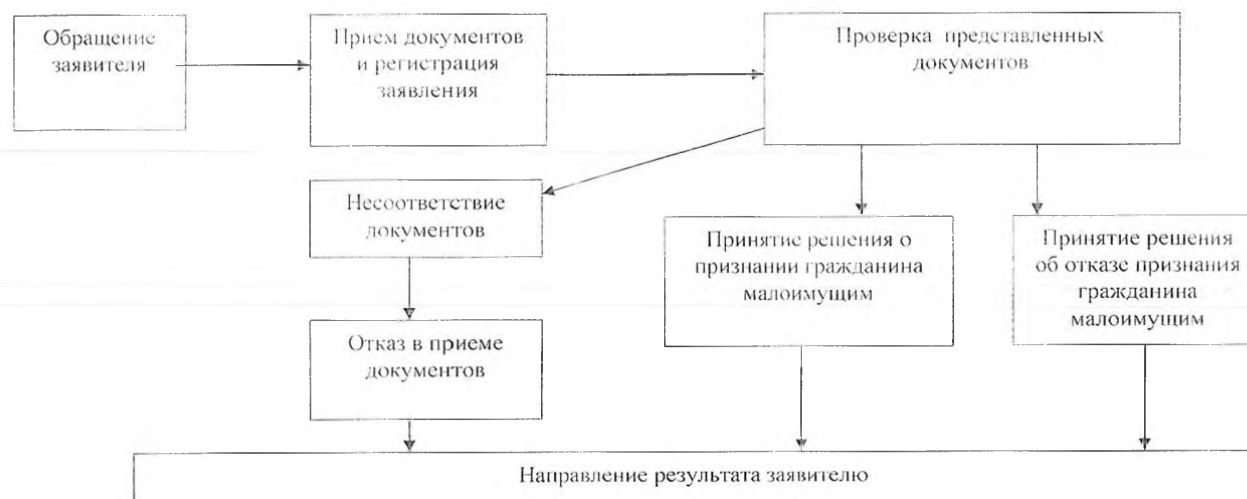 Обращение
заявителя
Прием документов
и регистрация
заявления
Проверка представленных
документов
Несоответствие
документов
Принятие решения о
признании гражданина
малоимущим
Принятие решения
об отказе признания
гражданина
малоимущим
Отказ в приеме
документов
Направление результата заявителю